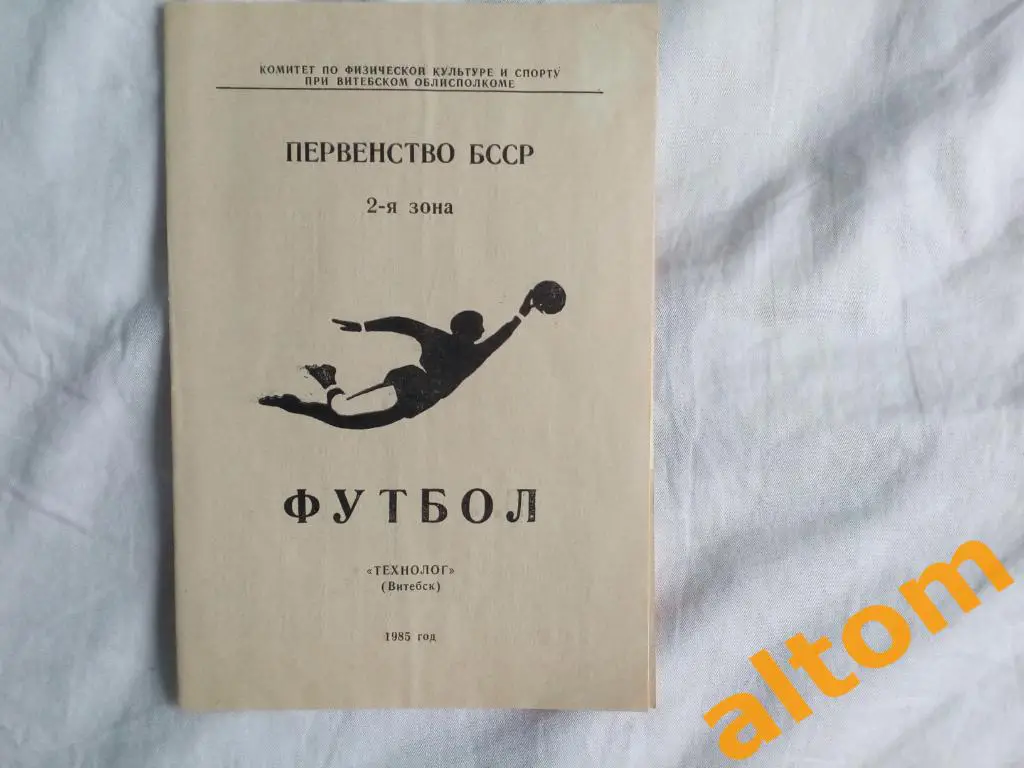 КОМИТЕТ ПО ФИЗИЧЕСКОЙ КУЛЬТУРЕ И СПОРТУ
ПРИ ВИТЕБСКОМ ОБЛИСПОЛКОМЕ
ПЕРВЕНСТВО БССР
2-я зона
ФУТБОЛ
«ТЕХНОЛОГ»
(Витебск)
1985 год
altom